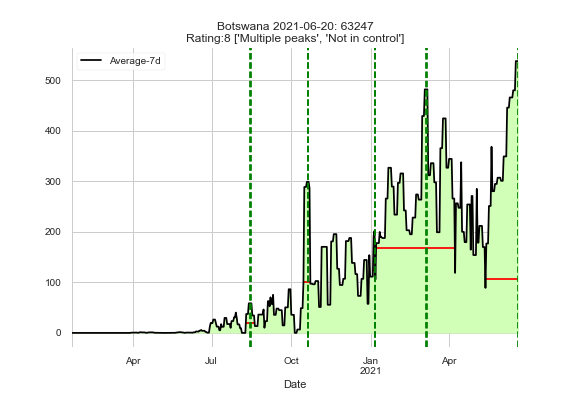 Botswana 2021-06-20: 63247
Rating:8 ['Multiple peaks', 'Not in control']
Average-7d
500
400
300
200
100
0
Apr
Jul
Oct
Jan
2021
Apr
Date